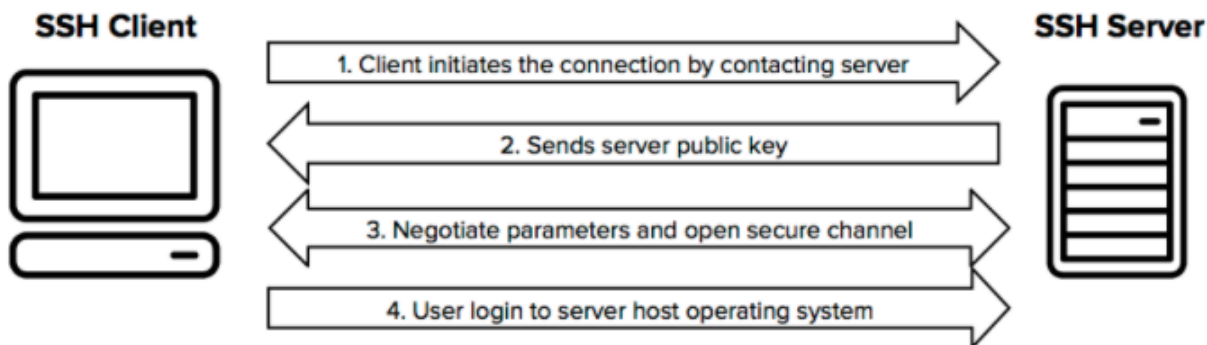 SSH Client
SSH Server
1. Client initiates the connection by contacting server
2. Sends server public key
3. Negotiate parameters and open secure channel
4. User login to server host operating system